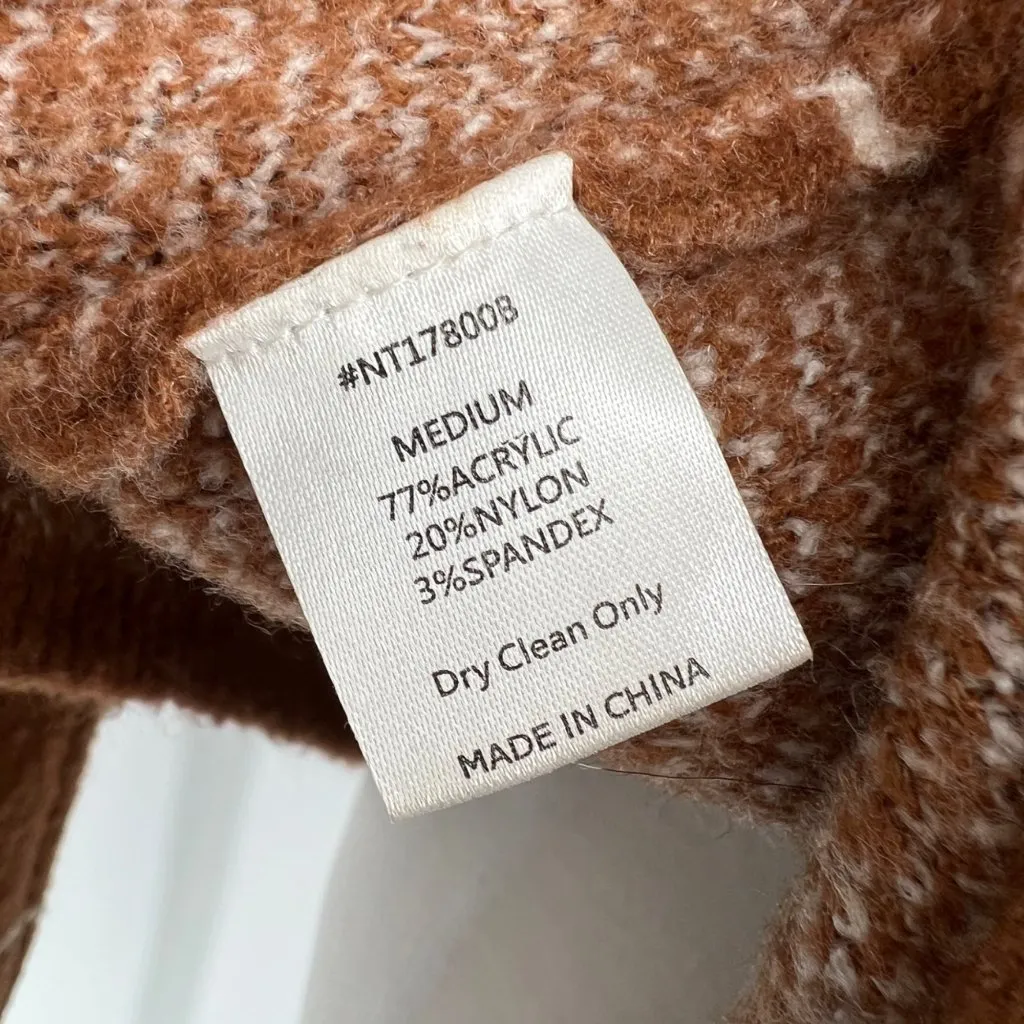 #NT17800B
MEDIUM
77%ACRYLIC
20%NYLON
3%SPANDEX
Dry Clean Only
MADE IN CHINA